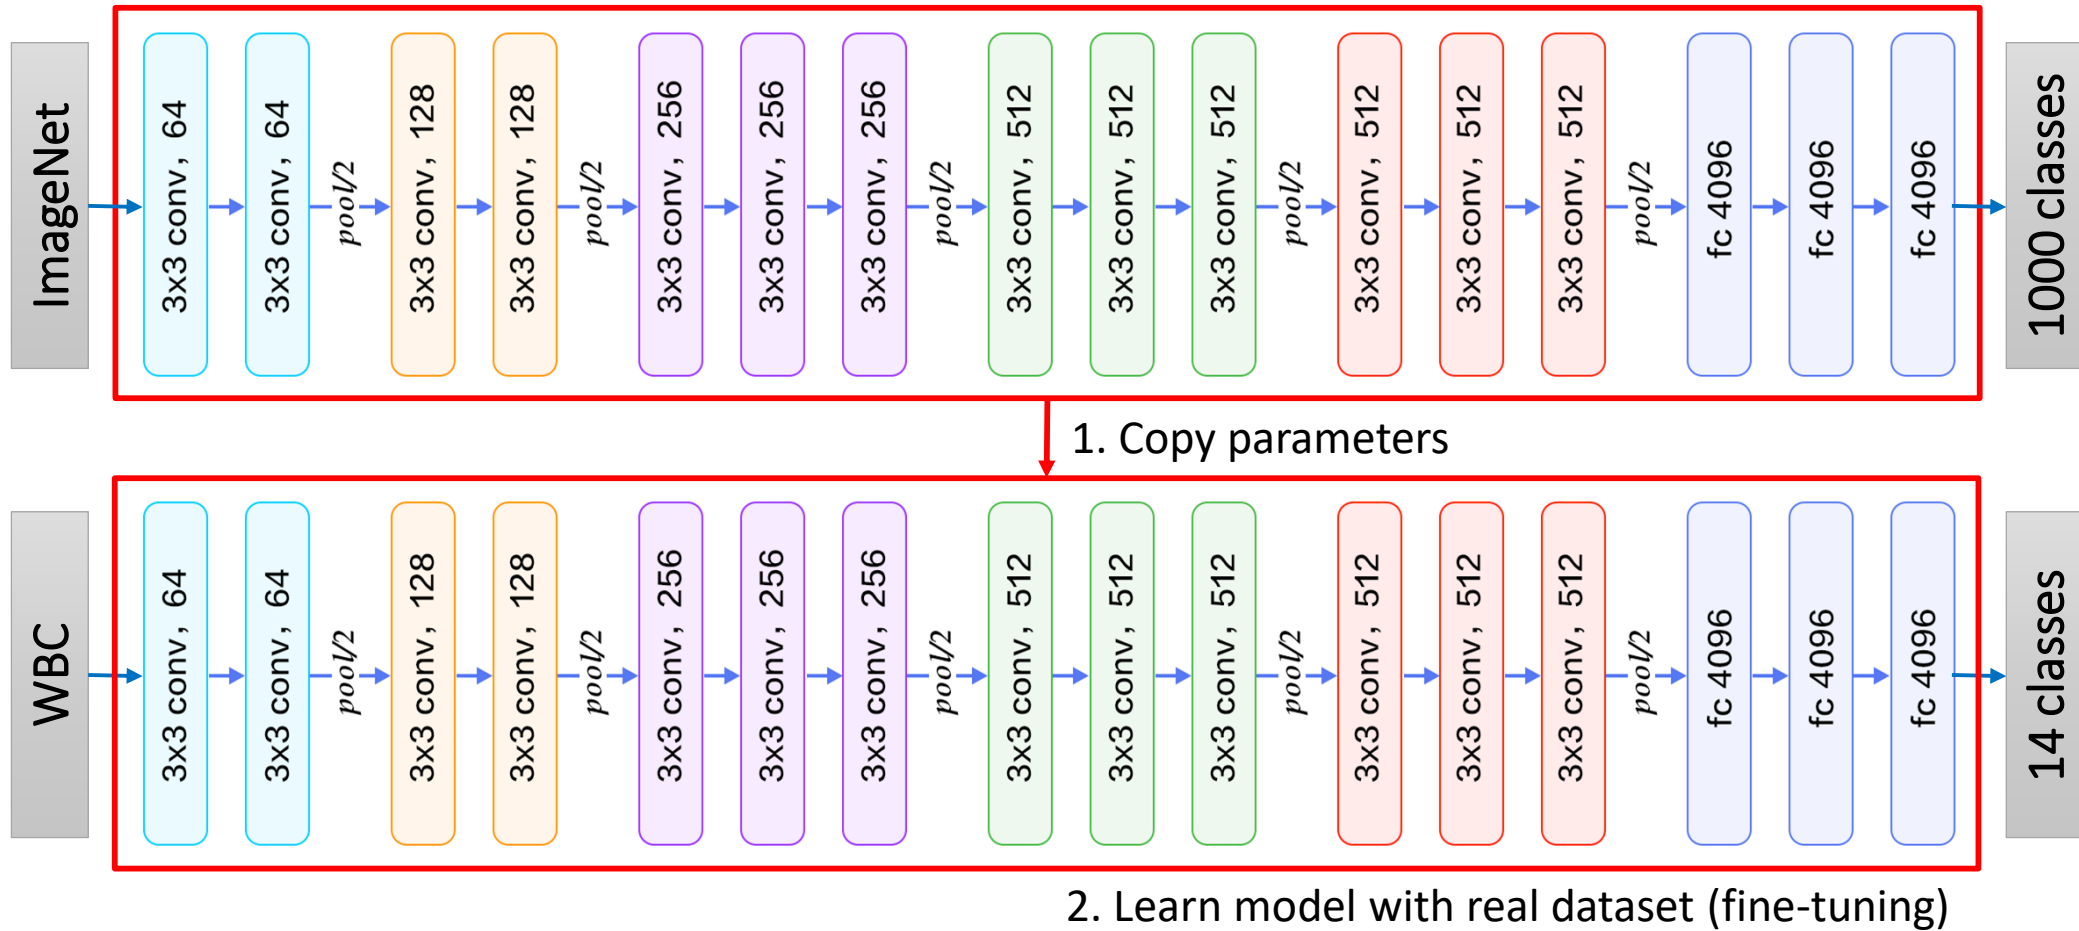 ImageNet
3x3 conv, 64
3x3 conv, 64
pool/2
3x3 conv, 128
3x3 conv, 128
pool/2
3x3 conv, 256
3x3 conv, 256
3x3 conv, 256
pool/2
3x3 conv, 512
3x3 conv, 512
3x3 conv, 512
pool/2
3x3 conv, 512
3x3 conv, 512
3x3 conv, 512
pool/2
fc 4096
fc 4096
fc 4096
1000 classes
1. Copy parameters
WBC
3x3 conv, 64
3x3 conv, 64
pool/2
3x3 conv, 128
3x3 conv, 128
pool/2
3x3 conv, 256
3x3 conv, 256
3x3 conv, 256
pool/2
3x3 conv, 512
3x3 conv, 512
3x3 conv, 512
pool/2
3x3 conv, 512
3x3 conv, 512
3x3 conv, 512
pool/2
fc 4096
fc 4096
fc 4096
14 classes
2. Learn model with real dataset (fine-tuning)